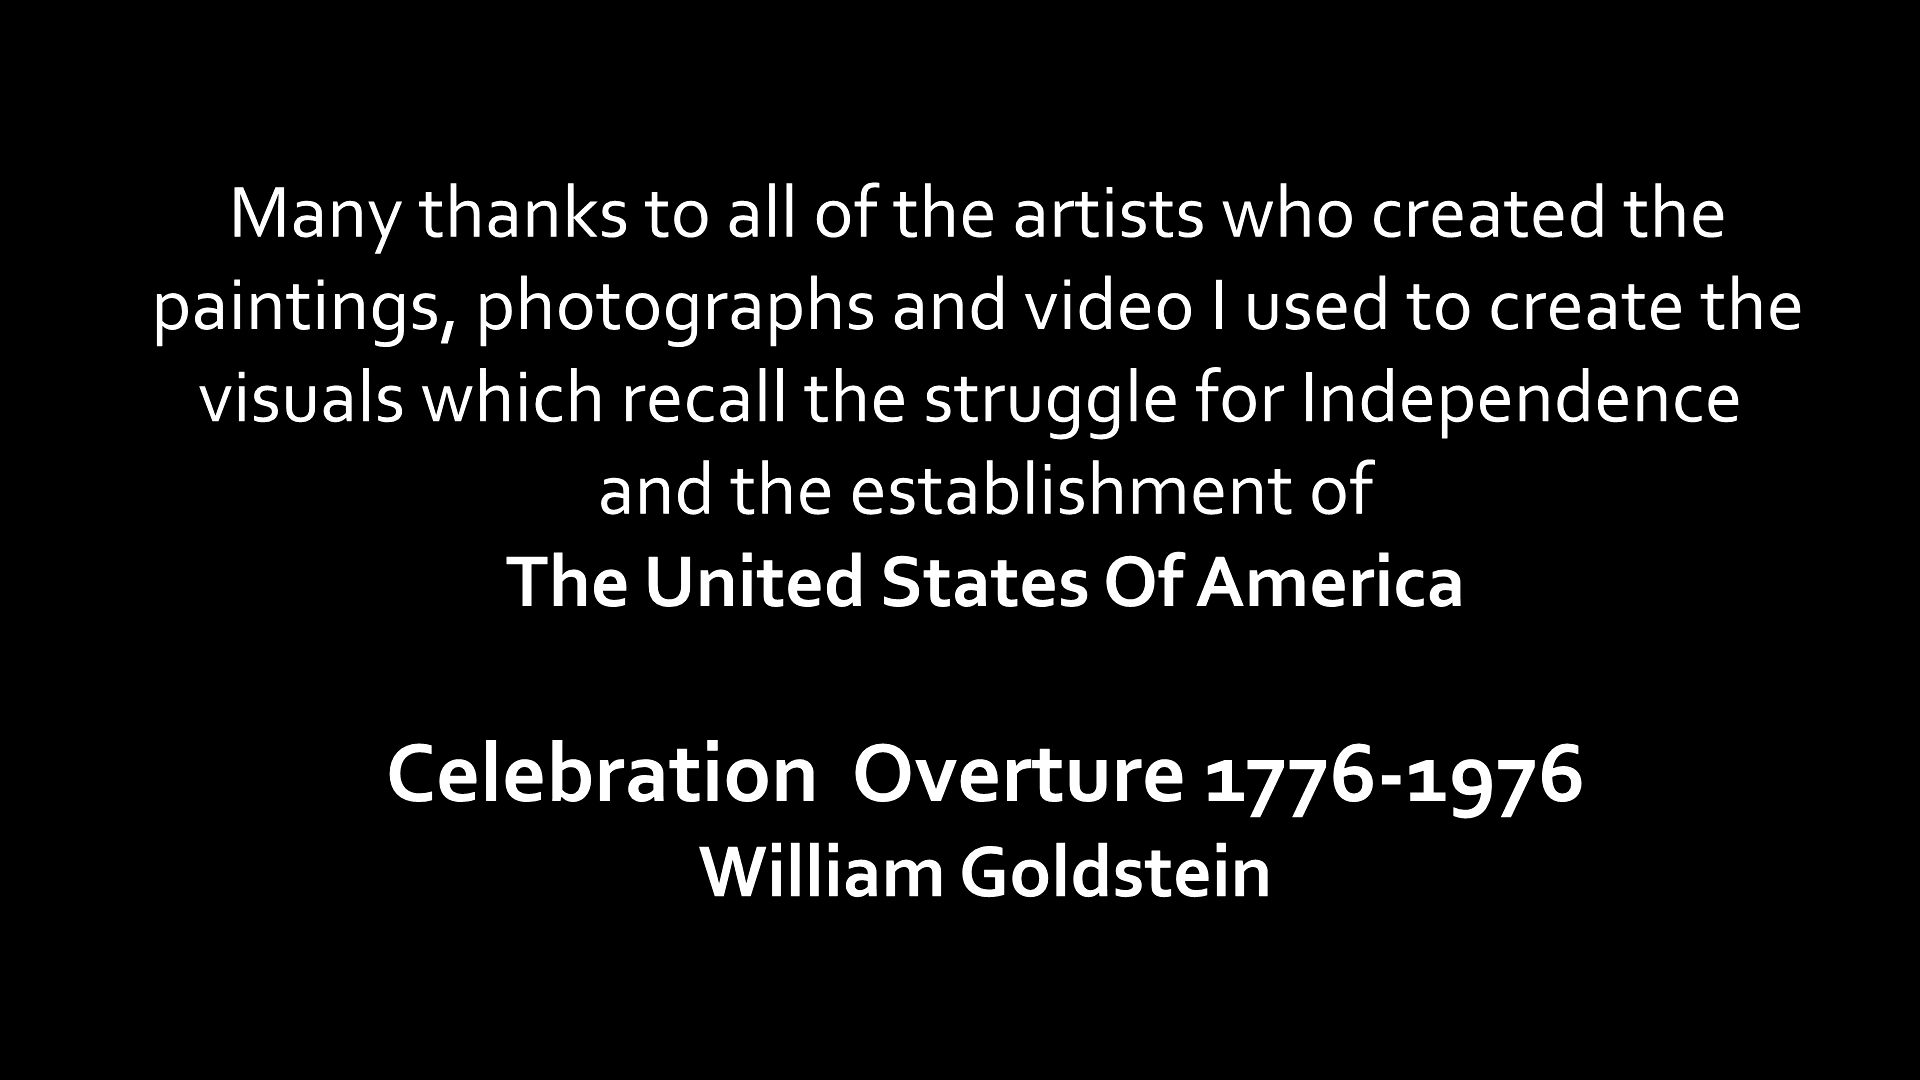 Many thanks to all of the artists who created the
paintings, photographs and video I used to create the
visuals which recall the struggle for Independence
and the establishment of
The United States Of America
Celebration  Overture 1776-1976
William Goldstein